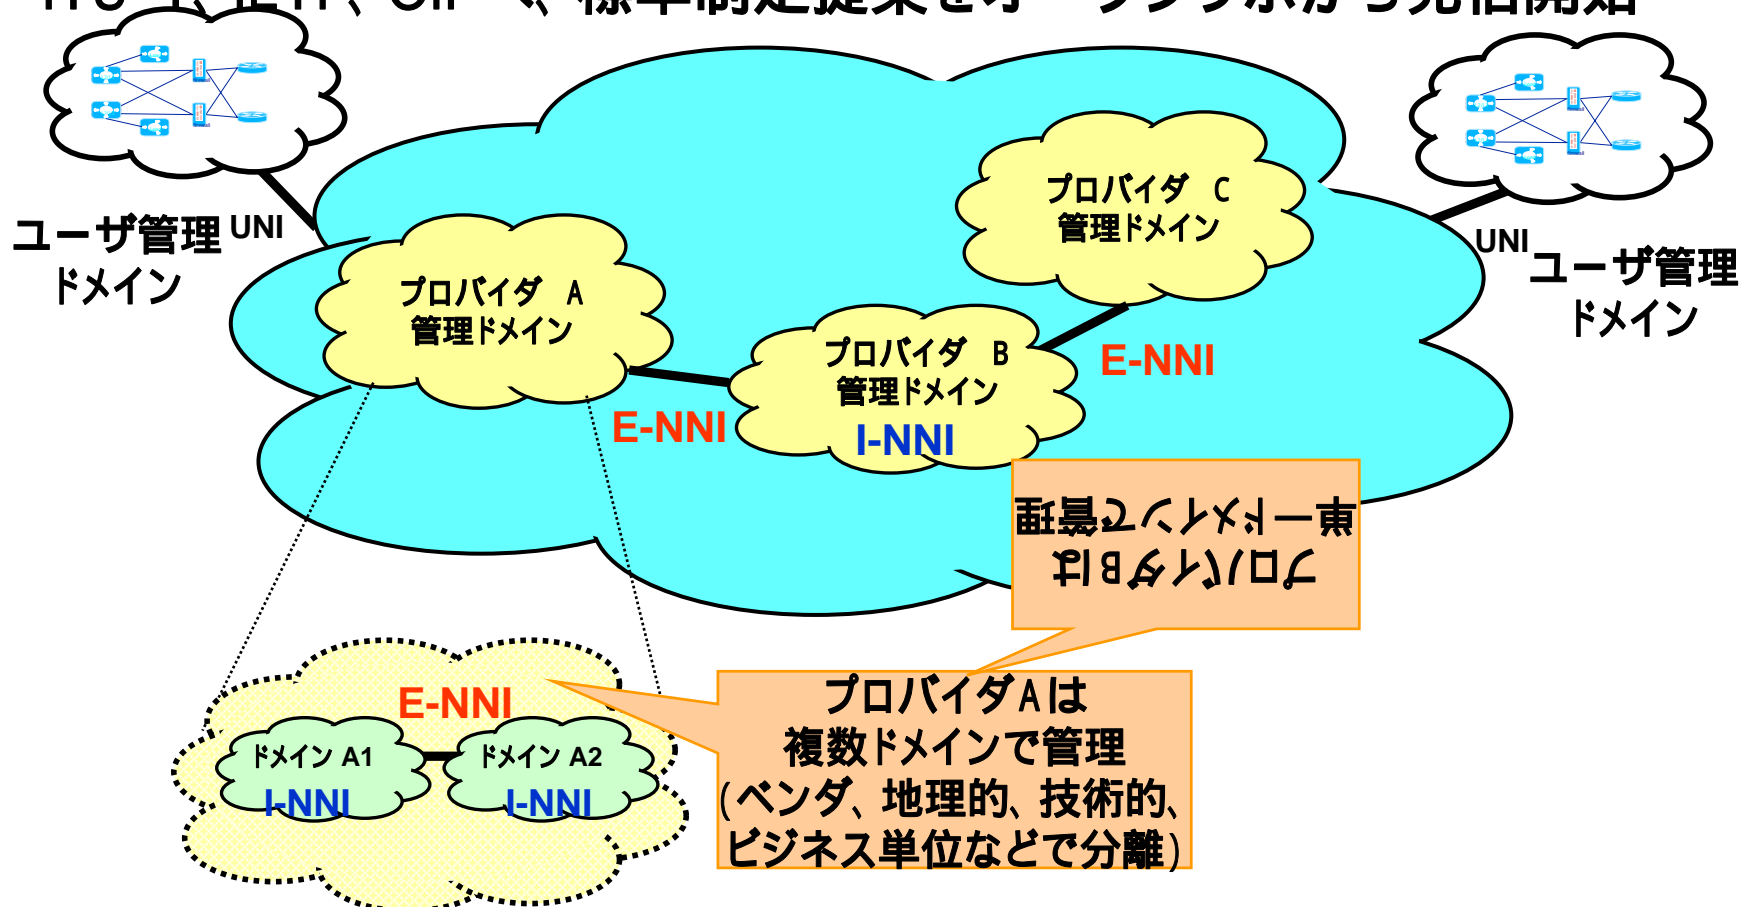 ユーザ管理
ドメイン
UNI
プロバイダ A
管理ドメイン
プロバイダ C
管理ドメイン
UNI
ユーザ管理
ドメイン
プロバイダ B
管理ドメイン
I-NNI
E-NNI
E-NNI
プロバイダBは
単一ドメインで管理
E-NNI
ドメイン A1
I-NNI
ドメイン A2
I-NNI
プロバイダAは
複数ドメインで管理
(ベンダ、地理的、技術的、
ビジネス単位などで分離)